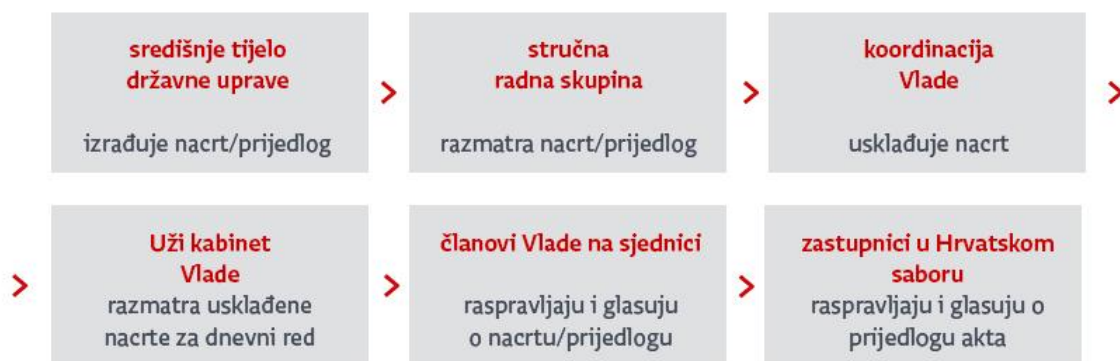 središnje tijelo
državne uprave
izrađuje nacrt/prijedlog
>
stručna
radna skupina
razmatra nacrt/prijedlog
>
koordinacija
Vlade
usklađuje nacrt
>
>
Uži kabinet
Vlade
razmatra usklađene
nacrte za dnevni red
>
članovi Vlade na sjednici
raspravljaju i glasuju
o nacrtu/prijedlogu
>
zastupnici u Hrvatskom
saboru
raspravljaju i glasuju o
prijedlogu akta